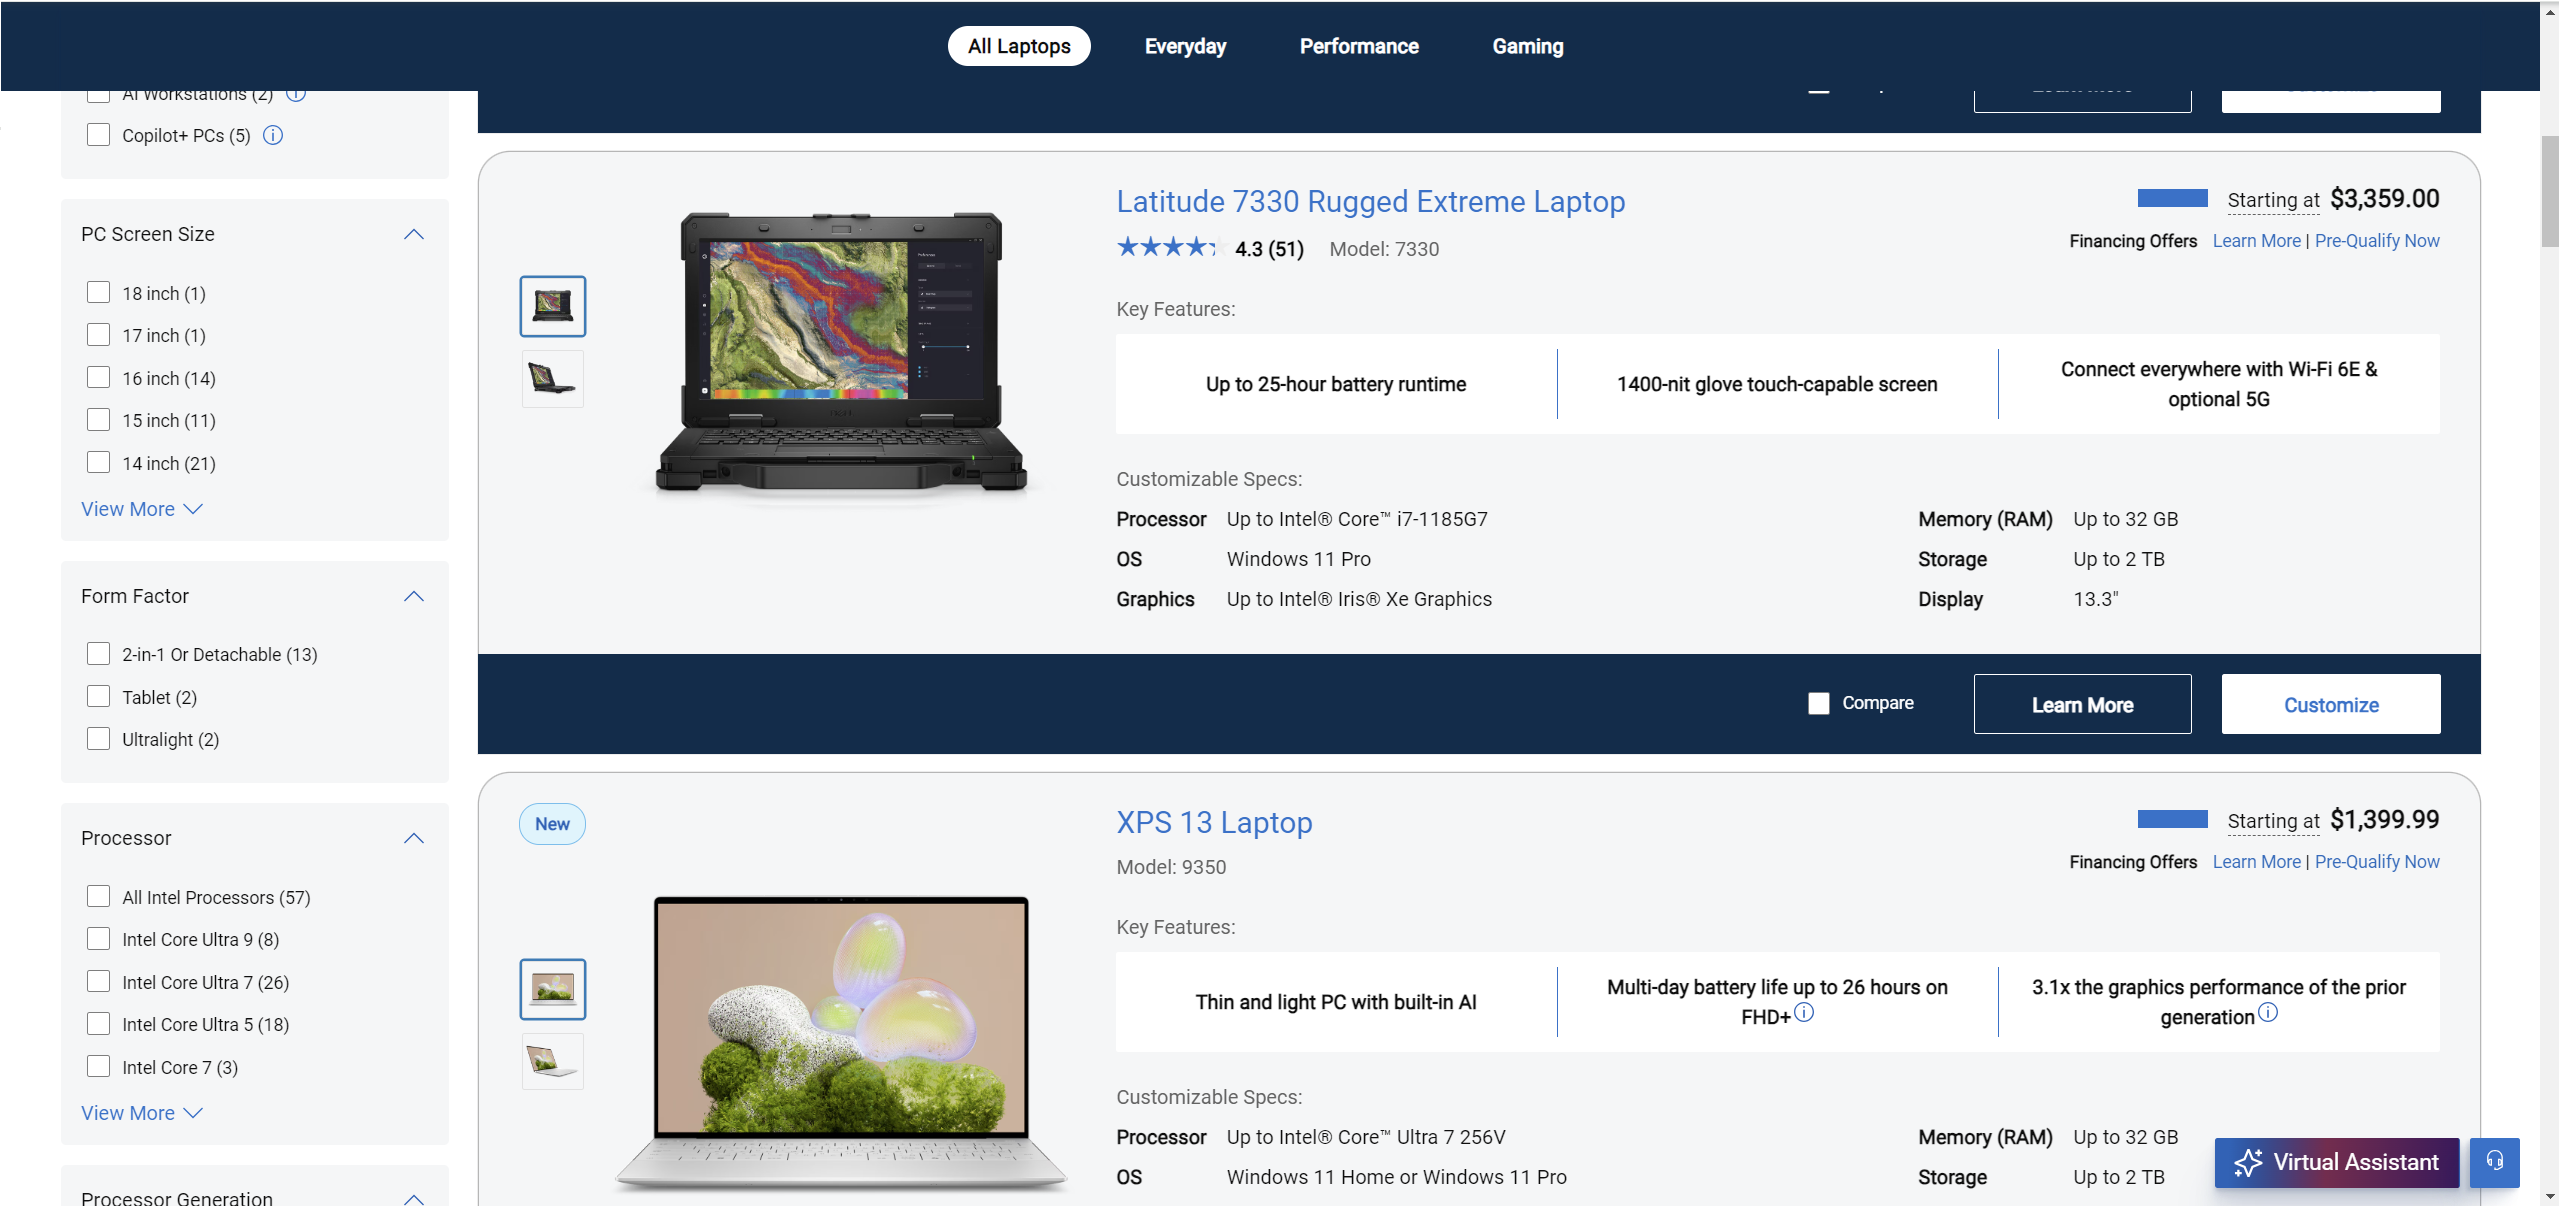 All Laptops
Everyday
Performance
Gaming
AI Workstations (2)
Copilot+ PCs (5)
PC Screen Size
18 inch (1)
17 inch (1)
16 inch (14)
15 inch (11)
14 inch (21)
View More
Form Factor
2-in-1 Or Detachable (13)
Tablet (2)
Ultralight (2)
Processor
All Intel Processors (57)
Intel Core Ultra 9 (8)
Intel Core Ultra 7 (26)
Intel Core Ultra 5 (18)
Intel Core 7 (3)
View More
Processor Generation
Latitude 7330 Rugged Extreme Laptop
4.3 (51) Model: 7330
Starting at $3,359.00
Financing Offers Learn More | Pre-Qualify Now
Key Features:
Up to 25-hour battery runtime
1400-nit glove touch-capable screen
Connect everywhere with Wi-Fi 6E &
optional 5G
Customizable Specs:
Processor Up to Intel® Core™ i7-1185G7
OS Windows 11 Pro
Graphics Up to Intel® Iris® Xe Graphics
Memory (RAM) Up to 32 GB
Storage Up to 2 TB
Display 13.3"
Compare
Learn More
Customize
New
XPS 13 Laptop
Model: 9350
Starting at $1,399.99
Financing Offers Learn More | Pre-Qualify Now
Key Features:
Thin and light PC with built-in AI
Multi-day battery life up to 26 hours on
FHD+
3.1x the graphics performance of the prior
generation
Customizable Specs:
Processor Up to Intel® Core™ Ultra 7 256V
OS Windows 11 Home or Windows 11 Pro
Memory (RAM) Up to 32 GB
Storage Up to 2 TB
Virtual Assistant